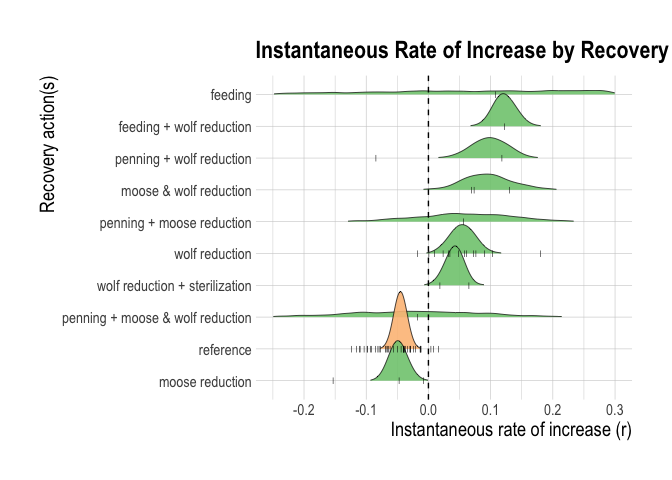 Instantaneous Rate of Increase by Recovery
Recovery action(s)
feeding
feeding + wolf reduction
penning + wolf reduction
moose & wolf reduction
penning + moose reduction
wolf reduction
wolf reduction + sterilization
penning + moose & wolf reduction
reference
moose reduction
-0.2 -0.1 0.0 0.1 0.2 0.3
Instantaneous rate of increase (r)